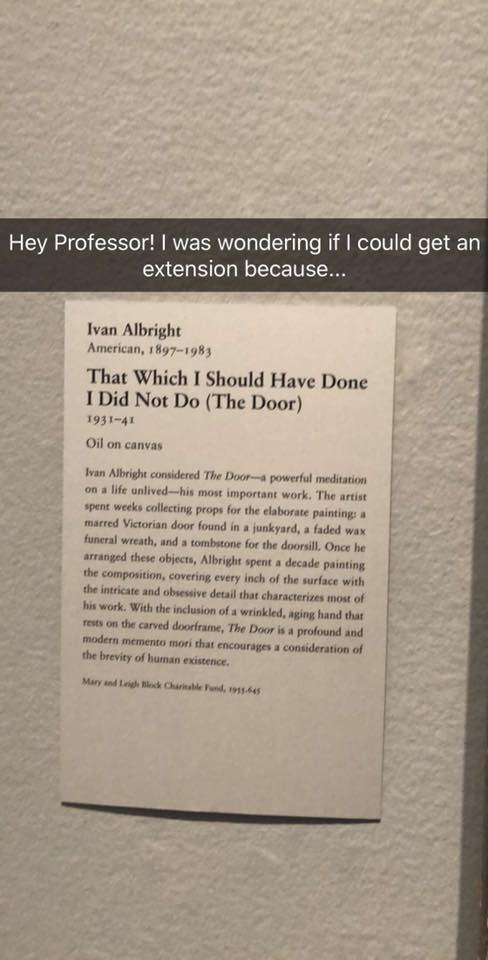 Hey Professor! I was wondering if I could get an
extension because...
Ivan Albright
American, 1897–1983
That Which I Should Have Done
I Did Not Do (The Door)
1931–41
Oil on canvas
Ivan Albright considered The Door—a powerful meditation
on a life unlived—his most important work. The artist
spent weeks collecting props for the elaborate painting: a
marred Victorian door found in a junkyard, a faded wax
funeral wreath, and a tombstone for the doorsill. Once he
arranged these objects, Albright spent a decade painting
the composition, covering every inch of the surface with
the intricate and obsessive detail that characterizes most of
his work. With the inclusion of a wrinkled, aging hand that
rests on the carved doorframe, The Door is a profound and
modern memento mori that encourages a consideration of
the brevity of human existence.
Mary and Leigh Block Charitable Fund, 1955.645